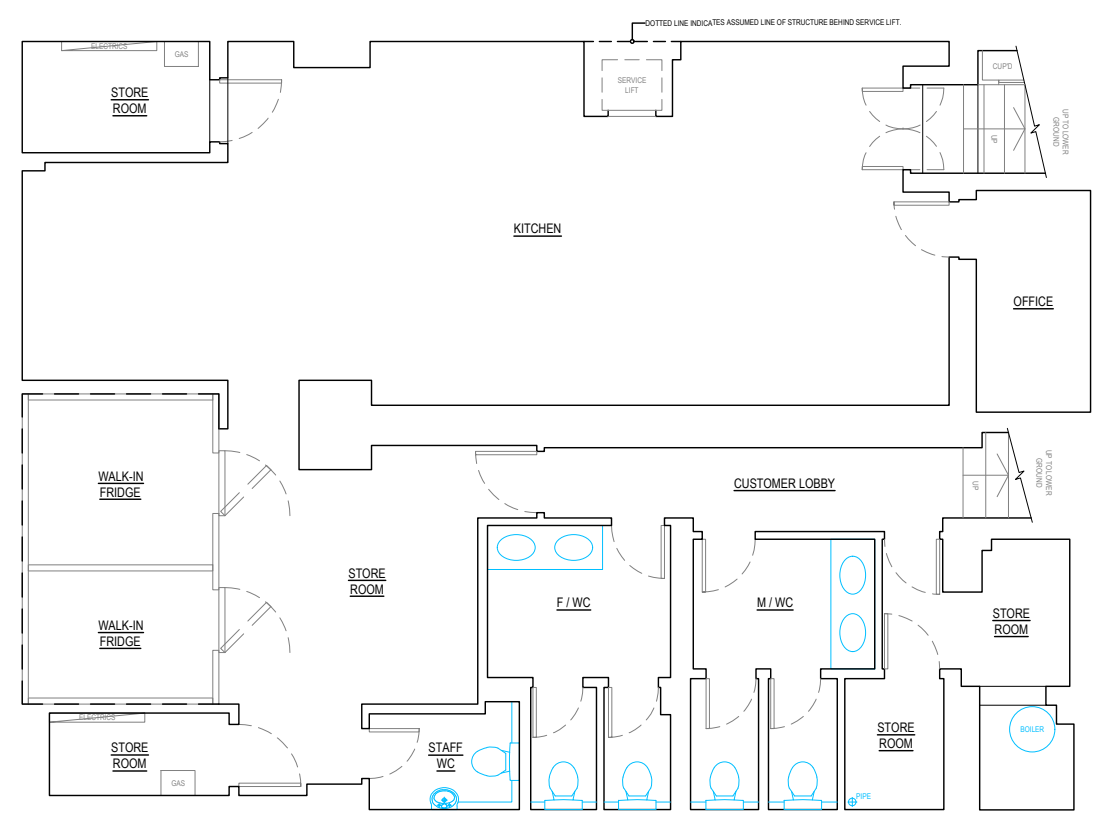 DOTTED LINE INDICATES ASSUMED LINE OF STRUCTURE BEHIND SERVICE LIFT.
ELECTRICS
GAS
STORE
ROOM
SERVICE
LIFT
CUP'D
UP
UP TO LOWER
GROUND
KITCHEN
OFFICE
WALK-IN
FRIDGE
CUSTOMER LOBBY
UP
UP TO LOWER
GROUND
STORE
ROOM
F / WC
M / WC
WALK-IN
FRIDGE
STORE
ROOM
ELECTRICS
STORE
ROOM
GAS
STAFF
WC
STORE
ROOM
BOILER
PIPE